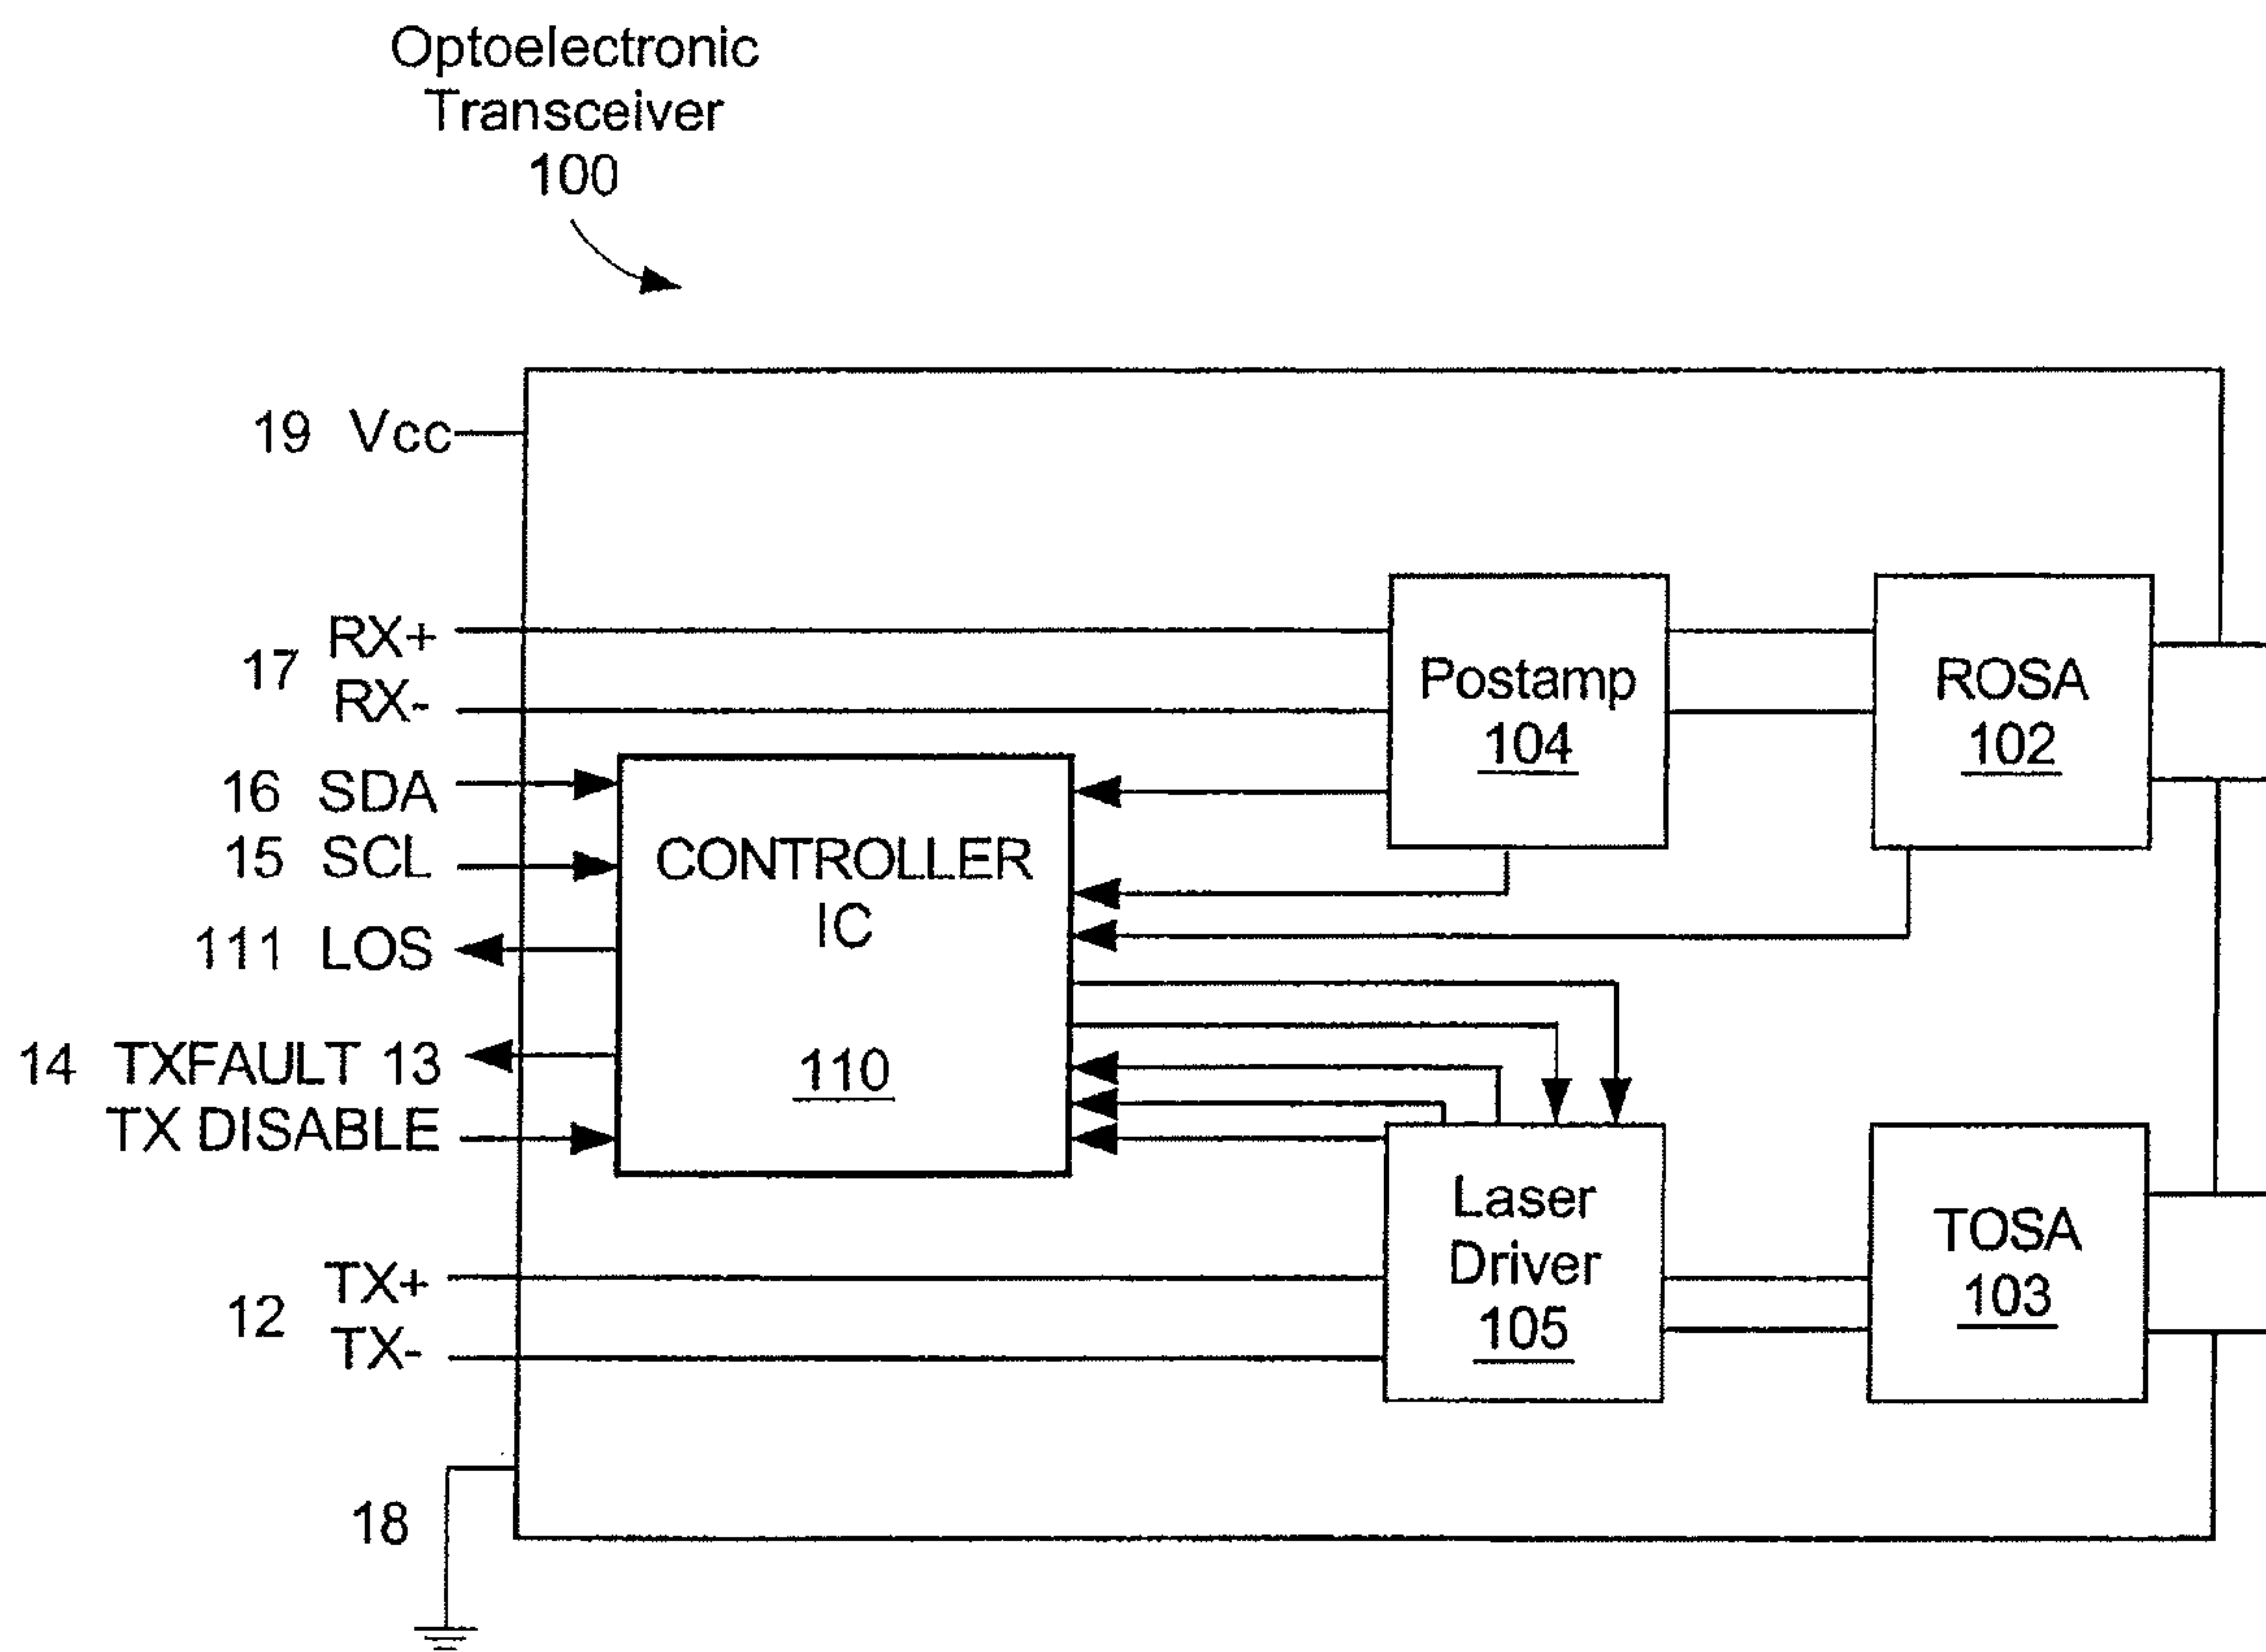 Optoelectronic
Transceiver
100
19 Vcc
17 RX+
RX-
Postamp
104
ROSA
102
16 SDA
15 SCL
111 LOS
14 TXFAULT 13
TX DISABLE
CONTROLLER
IC
110
12 TX+
TX-
Laser
Driver
105
TOSA
103
18